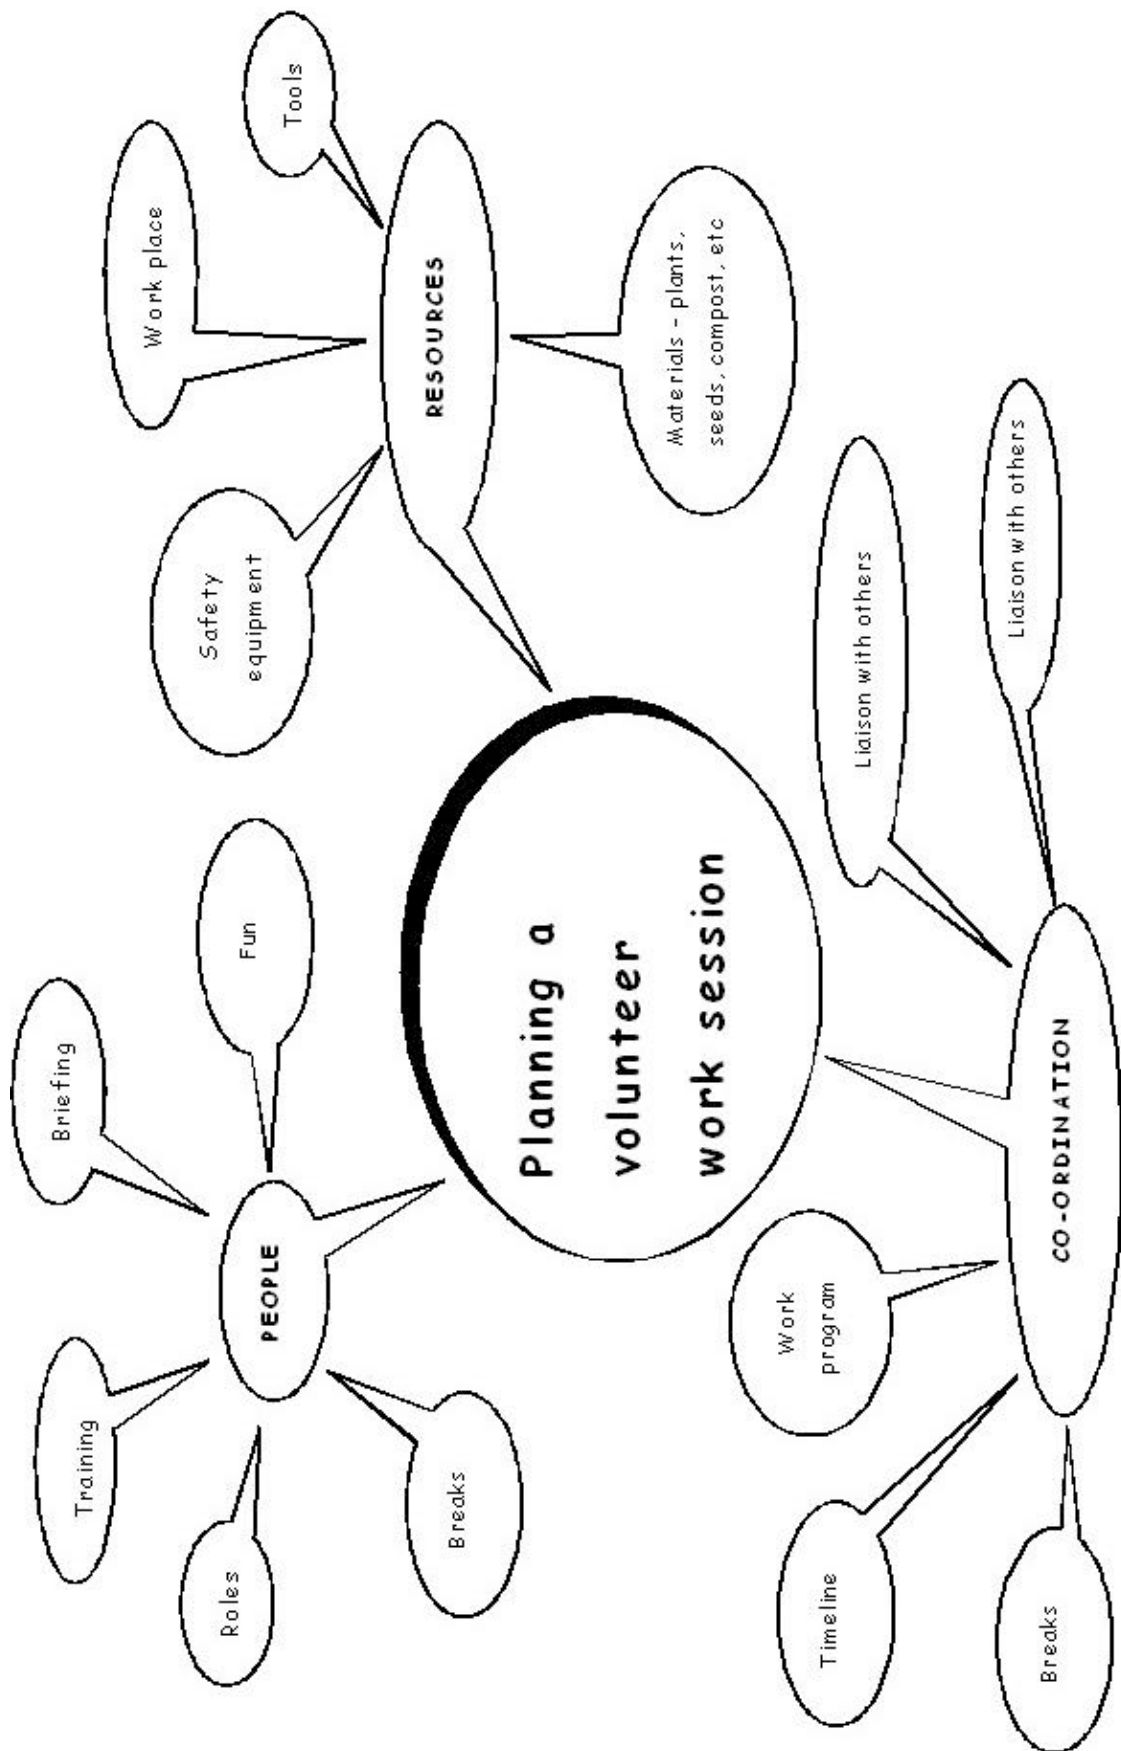 Briefing
Training
Fun
Roles
PEOPLE
Breaks
Work place
Tools
Safety
equipment
RESOURCES
Materials - plants,
seeds, compost, etc
Planning a
volunteer
work session
Work
program
Timeline
Breaks
CO-ORDINATION
Liaison with others
Liaison with others